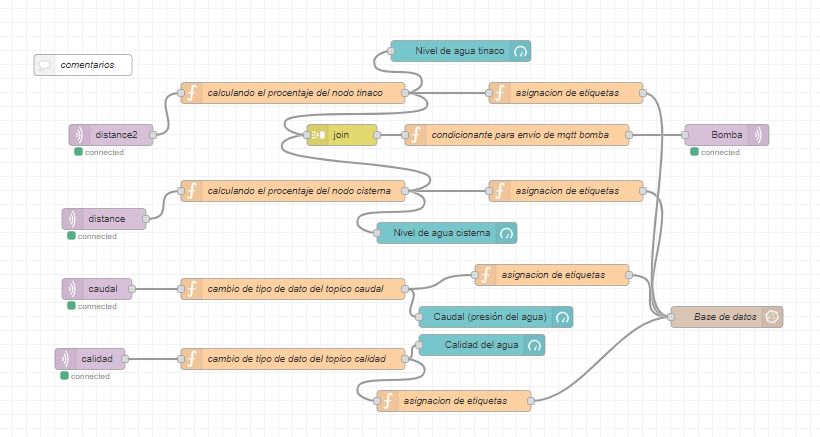 Nivel de agua tinaco
comentarios
calculando el procentaje del nodo tinaco
asignacion de etiquetas
distance2
connected
join
condicionante para envio de mqtt bomba
Bomba
connected
calculando el procentaje del nodo cisterna
asignacion de etiquetas
distance
connected
Nivel de agua cisterna
asignacion de etiquetas
caudal
connected
cambio de tipo de dato del topico caudal
Caudal (presión del agua)
Base de datos
Calidad del agua
calidad
connected
cambio de tipo de dato del topico calidad
asignacion de etiquetas